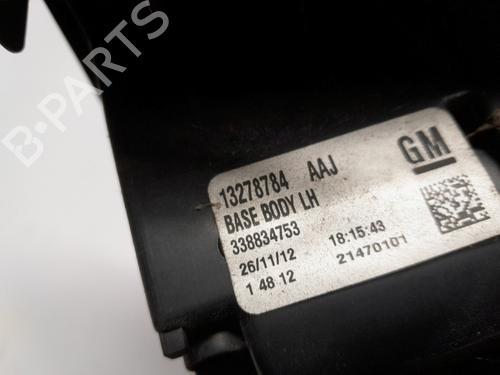 B-PARTS
13278784 AAJ
GM
BASE BODY LH
338834753
26/11/12 18:15:43
1 48 12 21470101